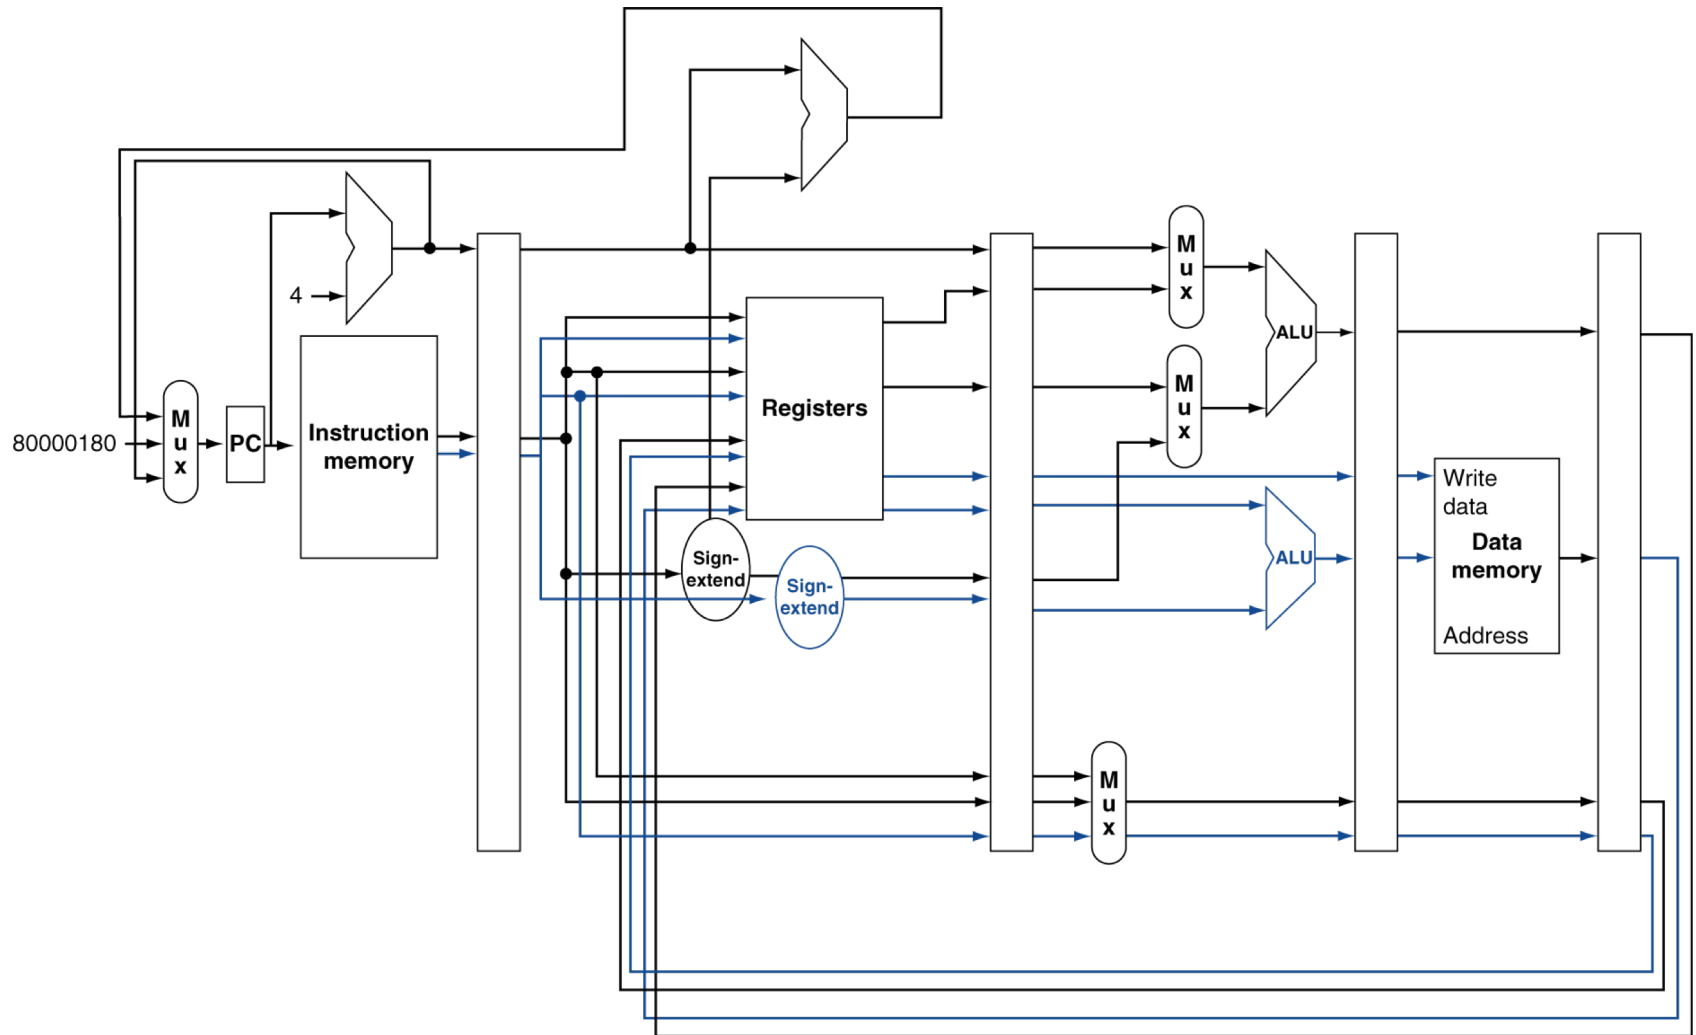 4
M
u
x
80000180
PC
Instruction
memory
Registers
Sign-
extend
Sign-
extend
M
u
x
M
u
x
ALU
ALU
Write
data
Data
memory
Address
M
u
x